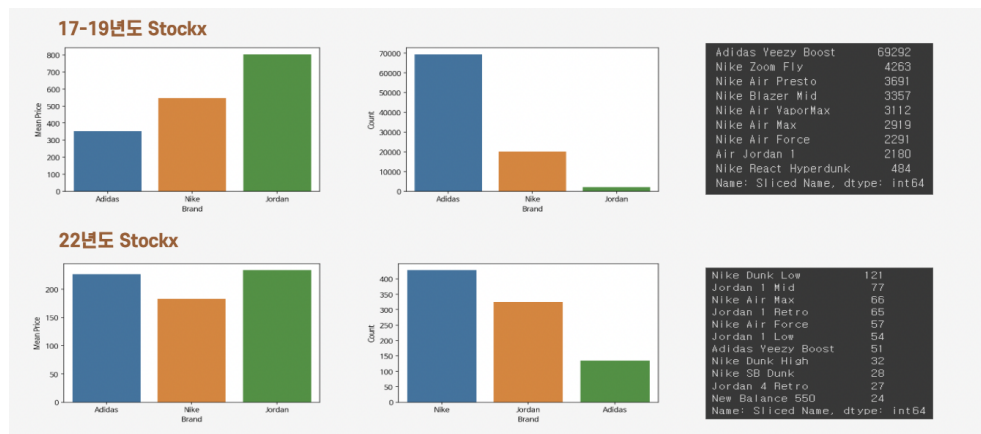 17-19년도 Stockx
800
700
600
500
400
300
200
100
0
Mean Price
Adidas Nike Jordan
Brand
70000
60000
50000
40000
30000
20000
10000
0
Count
Adidas Nike Jordan
Brand
Adidas Yeezy Boost 69292
Nike Zoom Fly 4263
Nike Air Presto 3691
Nike Blazer Mid 3357
Nike Air VaporMax 3112
Nike Air Max 2919
Nike Air Force 2291
Air Jordan 1 2180
Nike React Hyperdunk 484
Name: Sliced Name, dtype: int64
22년도 Stockx
200
150
100
50
0
Mean Price
Adidas Nike Jordan
Brand
400
350
300
250
200
150
100
50
0
Count
Nike Jordan Adidas
Brand
Nike Dunk Low 121
Jordan 1 Mid 77
Nike Air Max 66
Jordan 1 Retro 65
Nike Air Force 57
Jordan 1 Low 54
Adidas Yeezy Boost 51
Nike Dunk High 32
Nike SB Dunk 28
Jordan 4 Retro 27
New Balance 550 24
Name: Sliced Name, dtype: int64